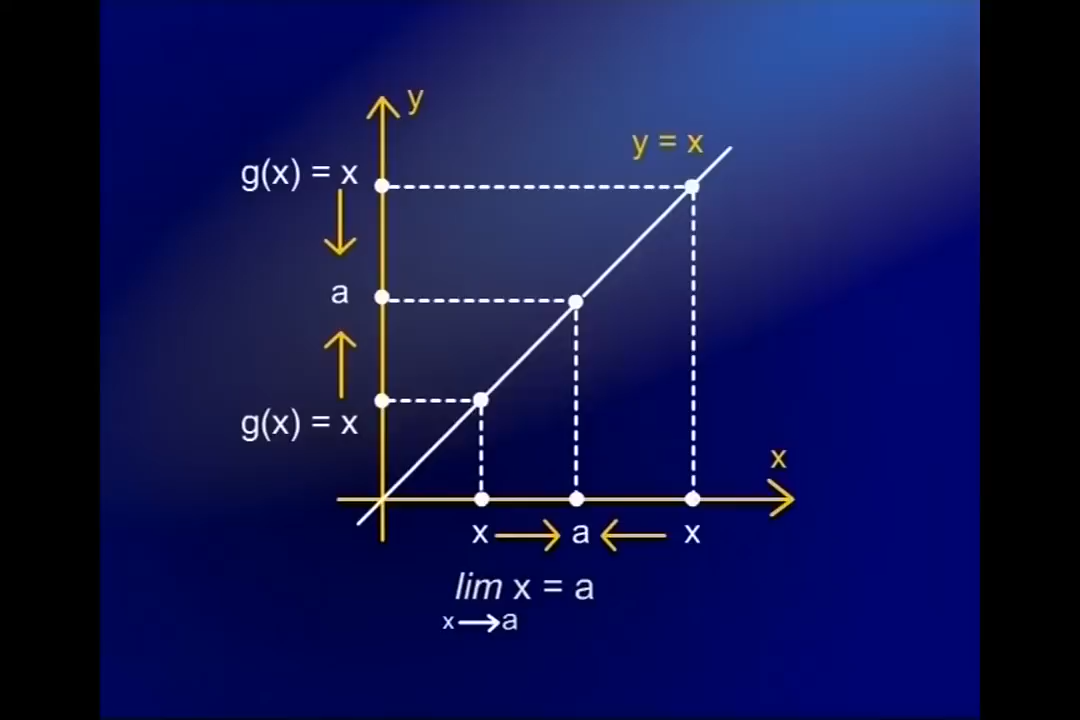 y
y = x
g(x) = x
a
g(x) = x
x
x → a ← x
lim x = a
x→a